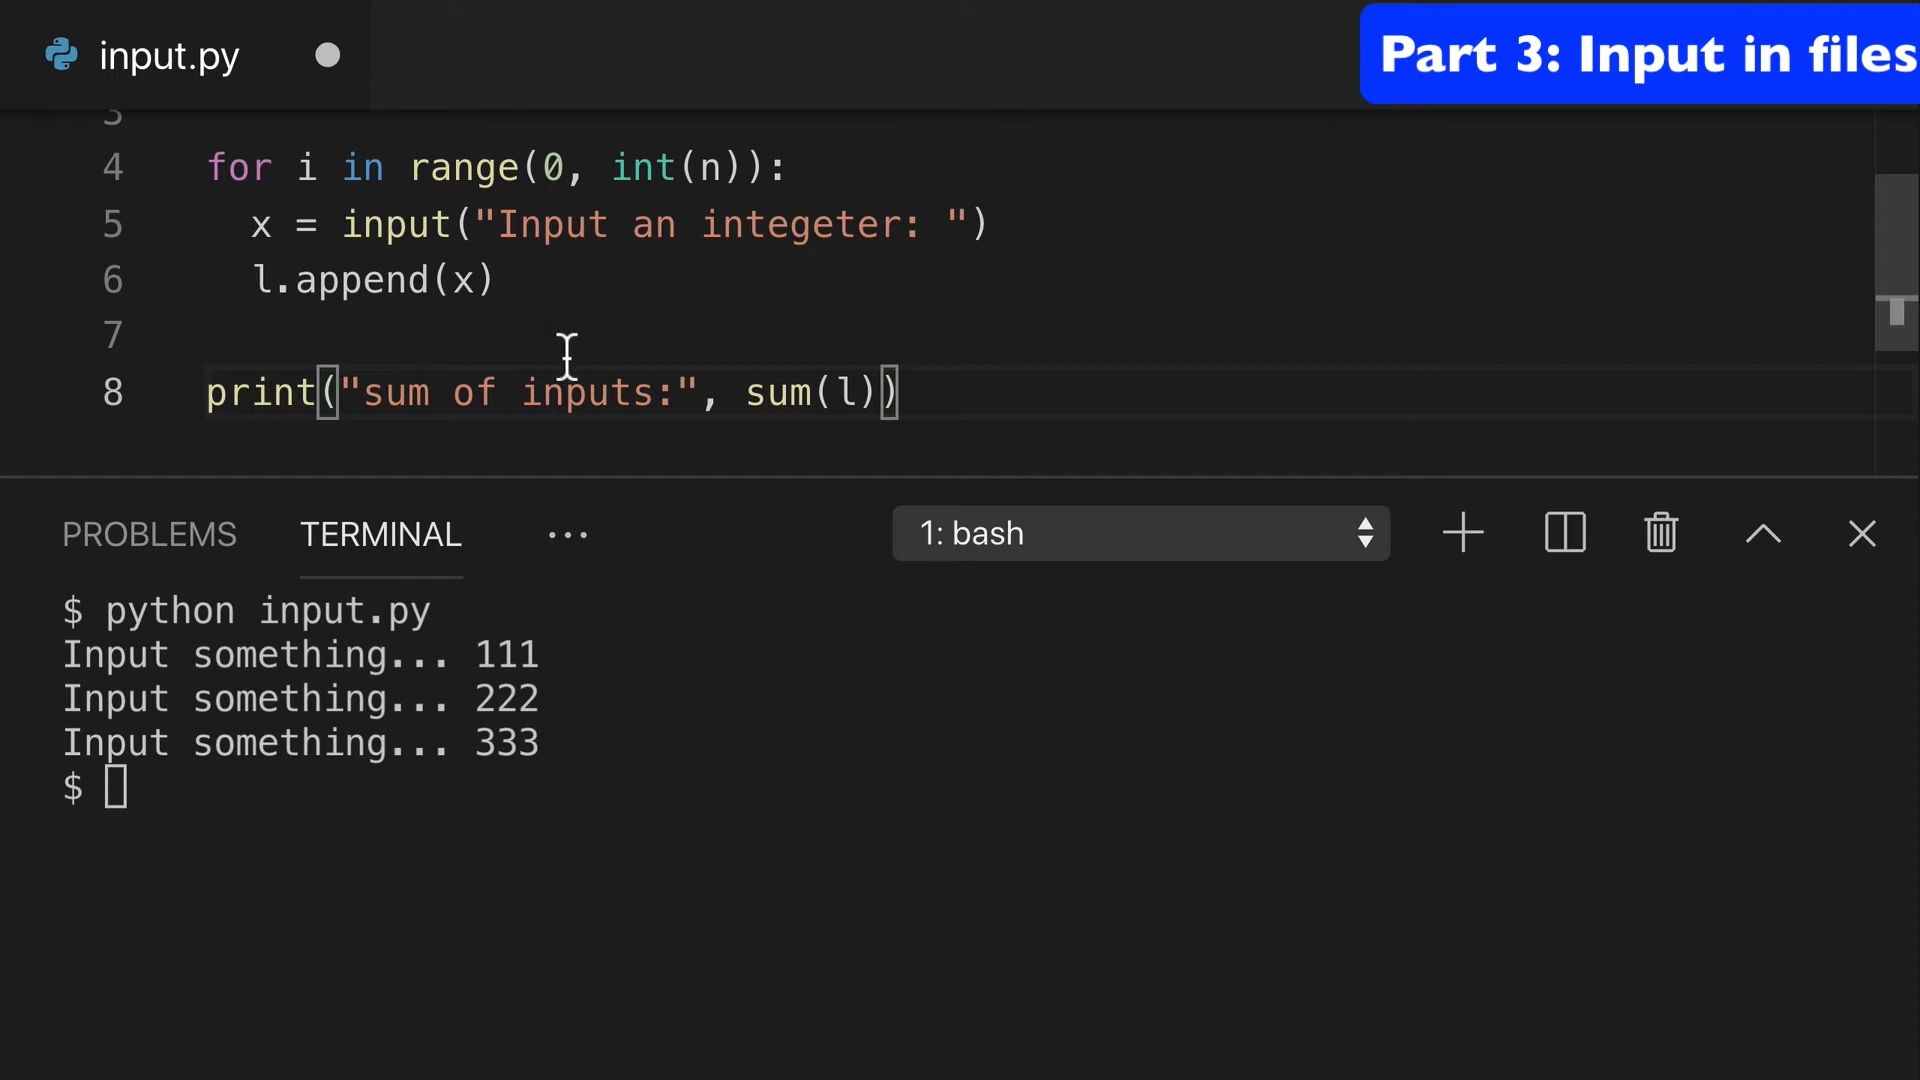 input.py
Part 3: Input in files
3
4 for i in range(0, int(n)):
5 x = input("Input an integeter: ")
6 l.append(x)
7
8 print("sum of inputs:", sum(l))
PROBLEMS TERMINAL ... 1: bash
$ python input.py
Input something... 111
Input something... 222
Input something... 333
$